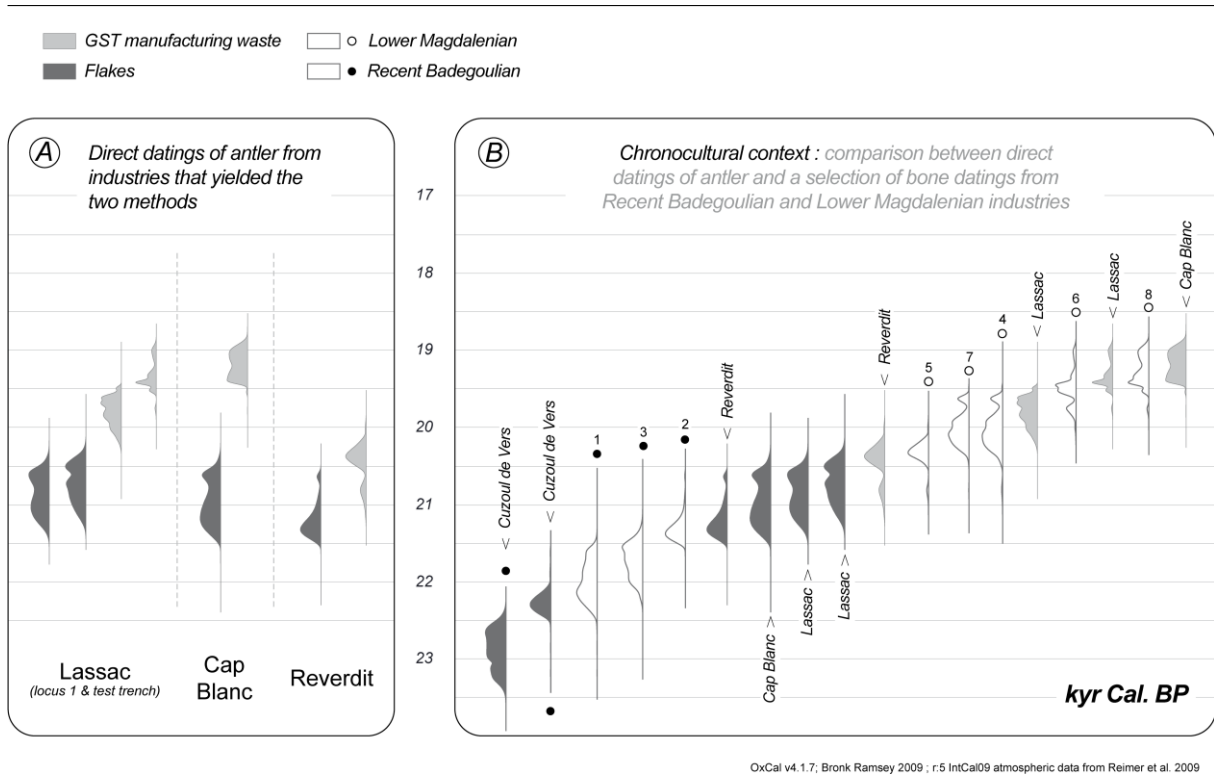 GST manufacturing waste
Flakes
Lower Magdalenian
Recent Badegoulian
A
Direct datings of antler from
industries that yielded the
two methods
Lassac
(locus 1 & test trench)
Cap
Blanc
Reverdit
17
18
19
20
21
22
23
B
Chronocultural context : comparison between direct
datings of antler and a selection of bone datings from
Recent Badegoulian and Lower Magdalenian industries
< Cuzoul de Vers
< Cuzoul de Vers
1
3
2
< Reverdit
Cap Blanc >
Lassac >
Lassac >
< Reverdit
5
7
4
< Lassac
6
< Lassac
8
< Cap Blanc
kyr Cal. BP
OxCal v4.1.7; Bronk Ramsey 2009 ; r:5 IntCal09 atmospheric data from Reimer et al. 2009